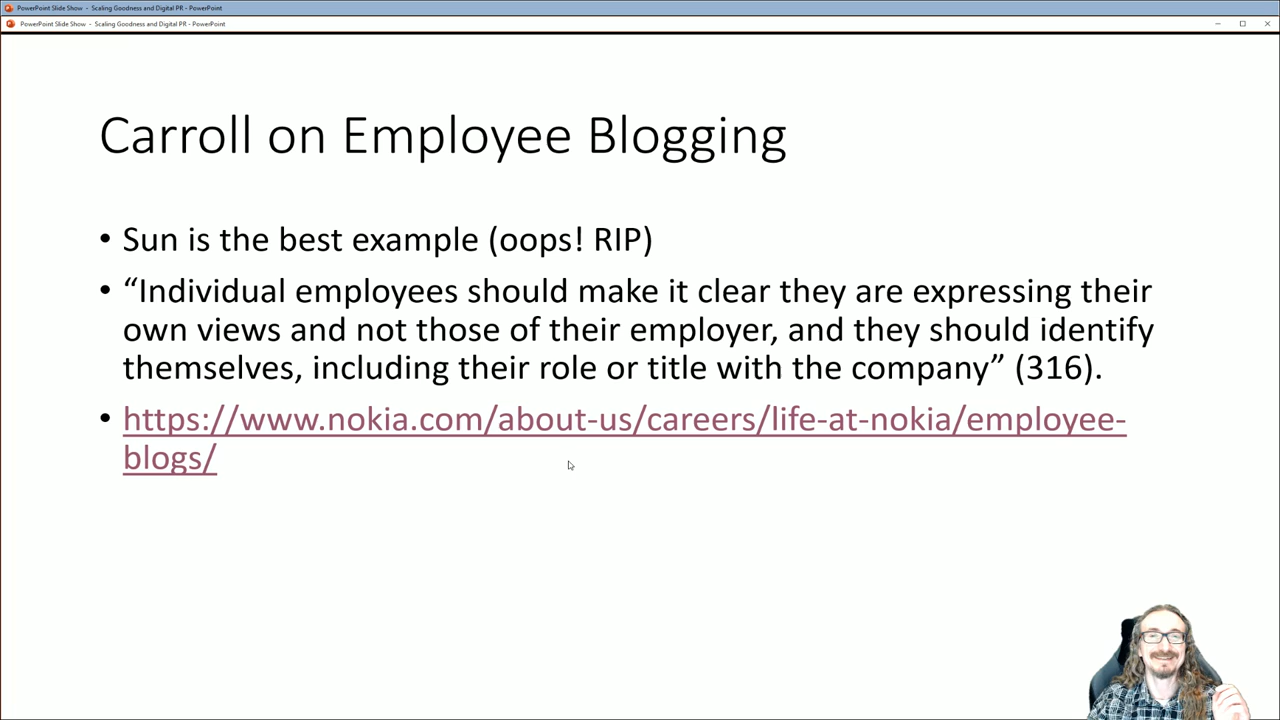 PowerPoint Slide Show - Scaling Goodness and Digital PR - PowerPoint
PowerPoint Slide Show - Scaling Goodness and Digital PR - PowerPoint
Carroll on Employee Blogging
• Sun is the best example (oops! RIP)
• “Individual employees should make it clear they are expressing their
own views and not those of their employer, and they should identify
themselves, including their role or title with the company” (316).
• https://www.nokia.com/about-us/careers/life-at-nokia/employee-
blogs/